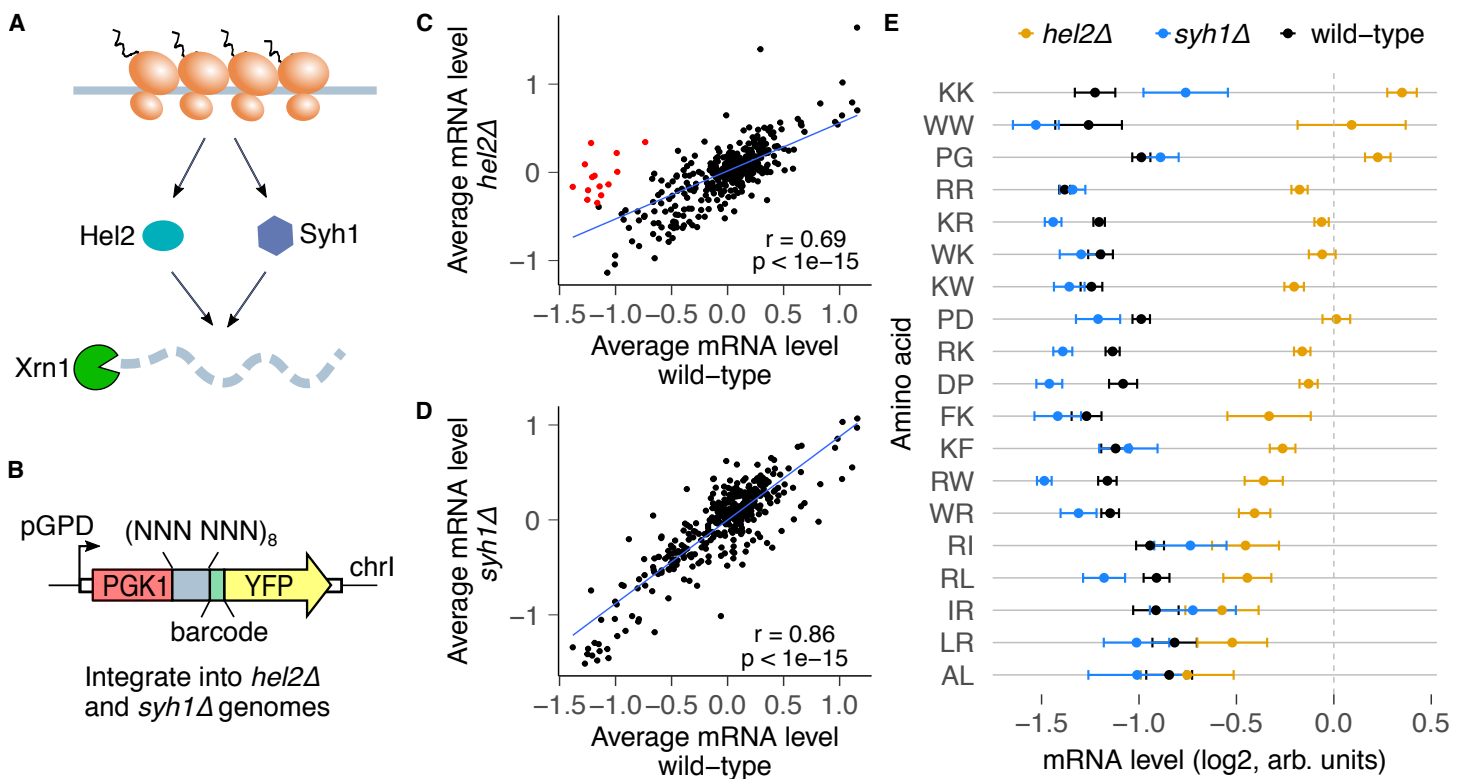 A
Hel2
Syh1
Xrn1
B
pGPD
(NNN NNN)8
chrI
PGK1
YFP
barcode
Integrate into hel2Δ
and syh1Δ genomes
C
Average mRNA level
hel2Δ
1
0
−1
r = 0.69
p < 1e−15
−1.5 −1.0 −0.5 0.0 0.5 1.0
Average mRNA level
wild−type
D
Average mRNA level
syh1Δ
1
0
−1
r = 0.86
p < 1e−15
−1.5 −1.0 −0.5 0.0 0.5 1.0
Average mRNA level
wild−type
E
hel2Δ syh1Δ wild−type
Amino acid
KK
WW
PG
RR
KR
WK
KW
PD
RK
DP
FK
KF
RW
WR
RI
RL
IR
LR
AL
−1.5 −1.0 −0.5 0.0 0.5
mRNA level (log2, arb. units)